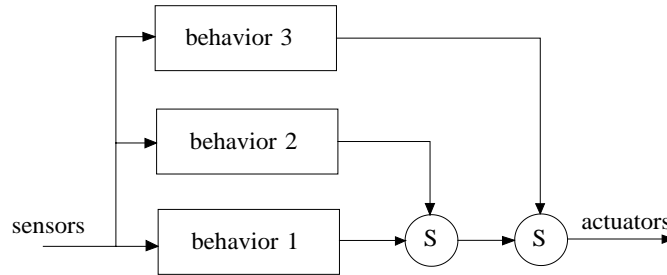 behavior 3
behavior 2
sensors
behavior 1
S
S
actuators